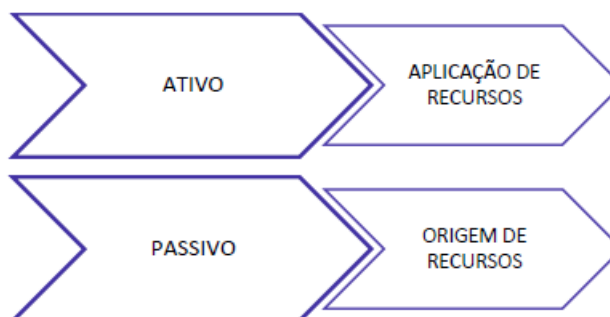 ATIVO
APLICAÇÃO DE
RECURSOS
PASSIVO
ORIGEM DE
RECURSOS